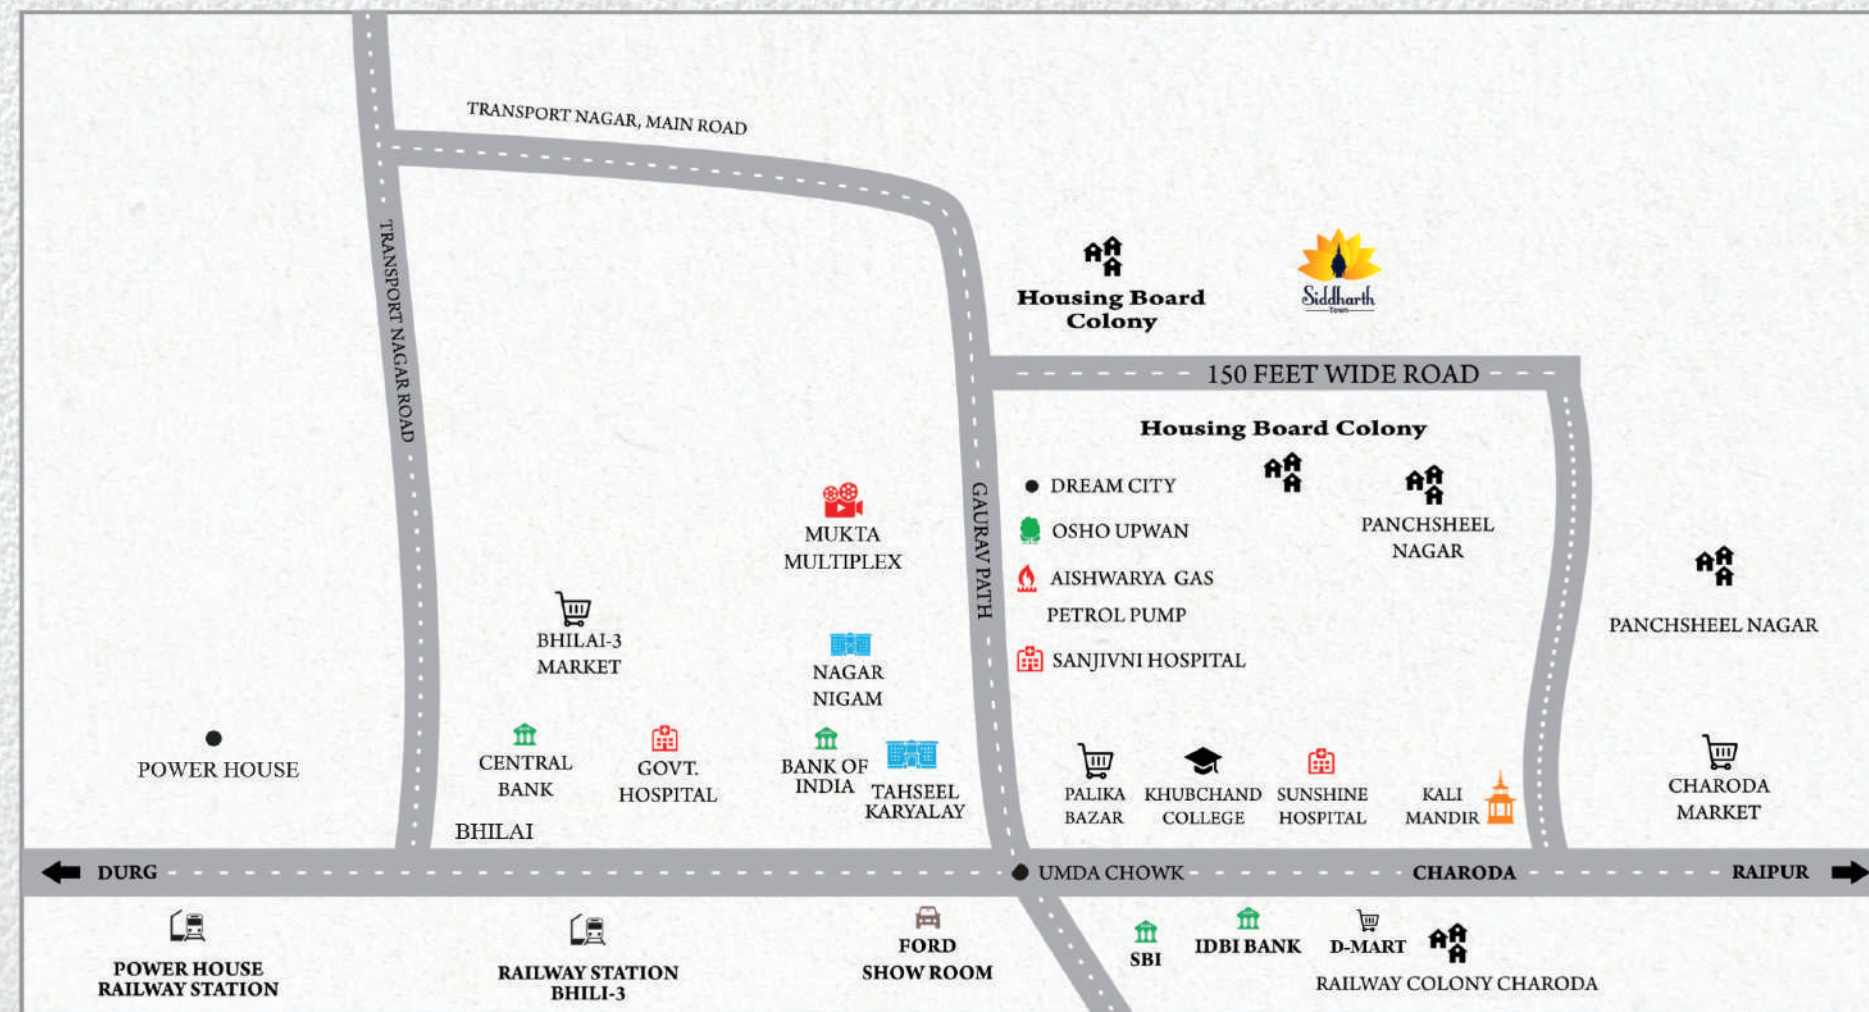 TRANSPORT NAGAR, MAIN ROAD
TRANSPORT NAGAR ROAD
Housing Board
Colony
Siddharth
Town
150 FEET WIDE ROAD
Housing Board Colony
DREAM CITY
OSHO UPWAN
AISHWARYA GAS
PETROL PUMP
SANJIVNI HOSPITAL
PANCHSHEEL
NAGAR
GAURAV PATH
MUKTA
MULTIPLEX
BHILAI-3
MARKET
NAGAR
NIGAM
PANCHSHEEL NAGAR
POWER HOUSE
CENTRAL
BANK
GOVT.
HOSPITAL
BANK OF
INDIA
TAHSEEL
KARYALAY
PALIKA
BAZAR
KHUBCHAND
COLLEGE
SUNSHINE
HOSPITAL
KALI
MANDIR
CHARODA
MARKET
BHILAI
DURG
UMDA CHOWK
CHARODA
RAIPUR
POWER HOUSE
RAILWAY STATION
RAILWAY STATION
BHILI-3
FORD
SHOW ROOM
SBI
IDBI BANK
D-MART
RAILWAY COLONY CHARODA